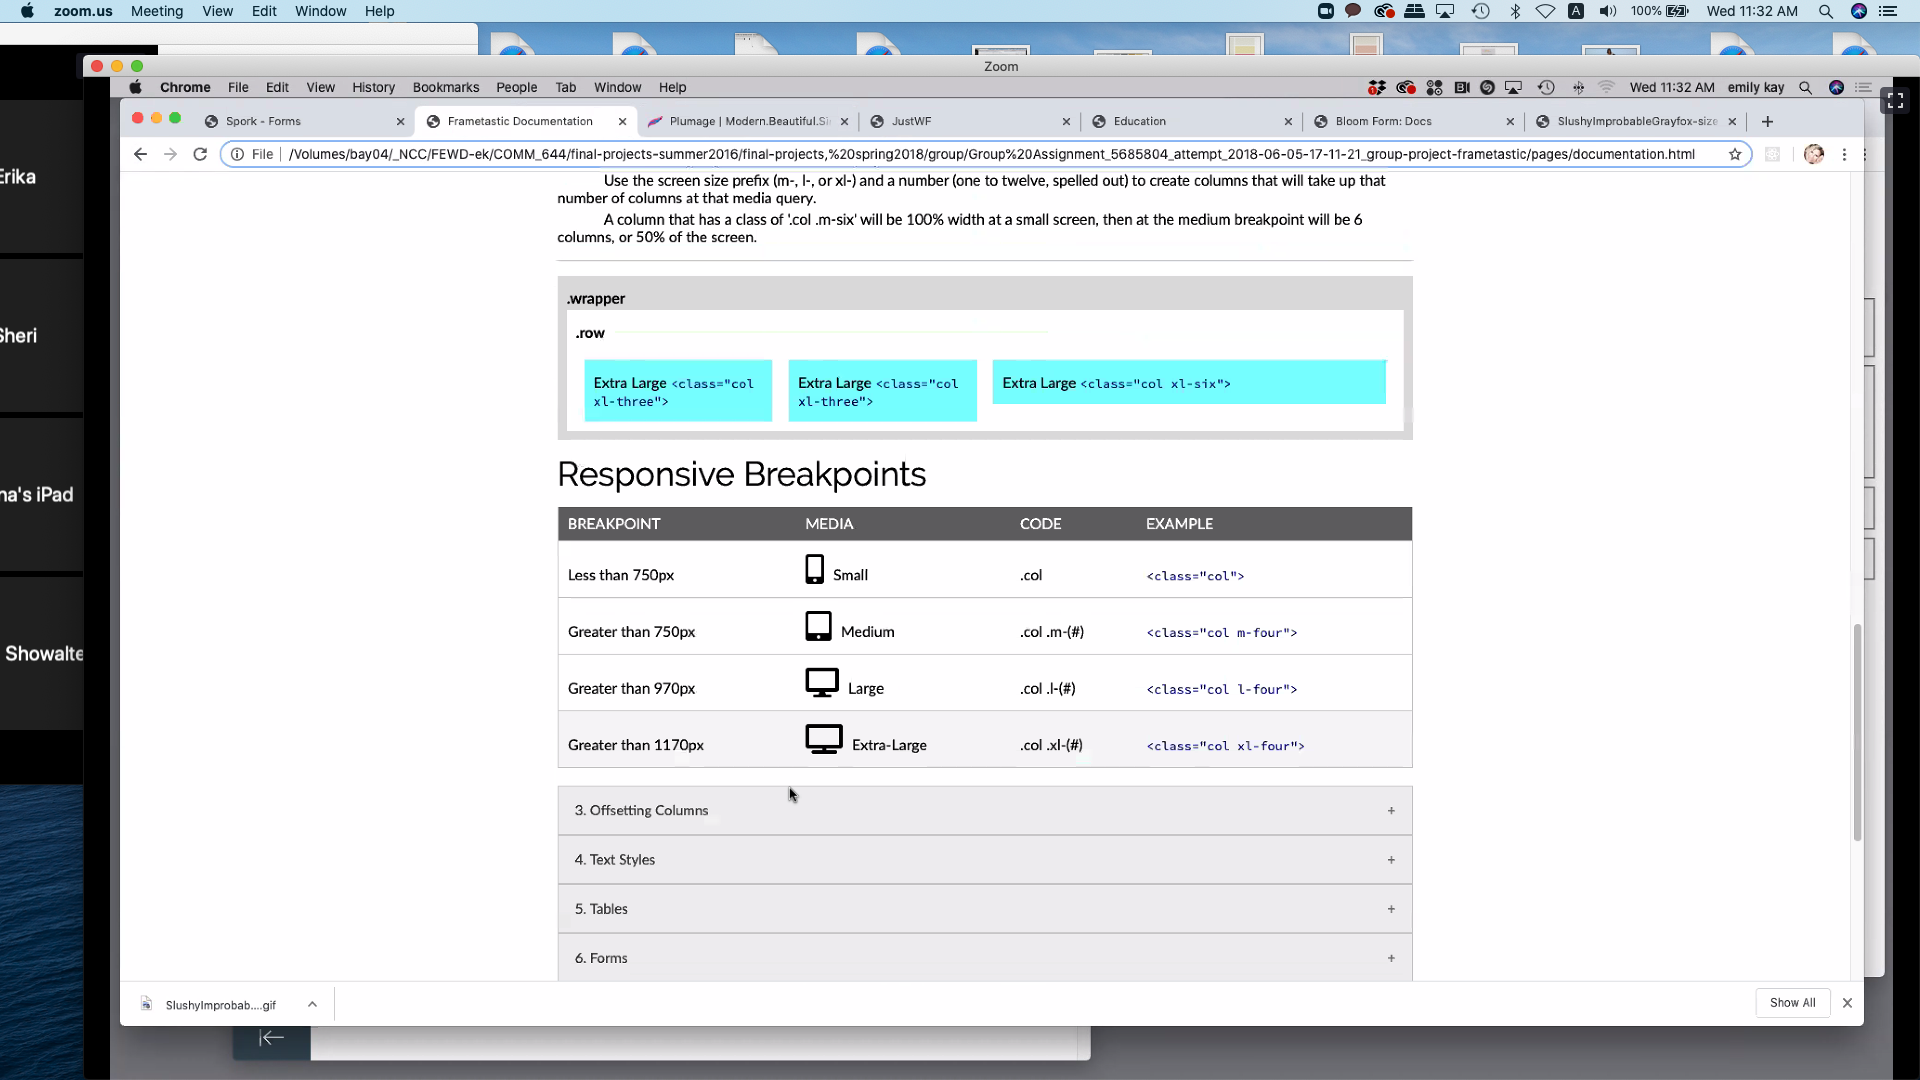 zoom.us Meeting View Edit Window Help
A 100% Wed 11:32 AM
Zoom
Chrome File Edit View History Bookmarks People Tab Window Help
Wed 11:32 AM emily kay
Spork - Forms
Frametastic Documentation
Plumage | Modern.Beautiful.Si
JustWF
Education
Bloom Form: Docs
SlushyImprobableGrayfox-size
File /Volumes/bay04/_NCC/FEWD-ek/COMM_644/final-projects-summer2016/final-projects,%20spring2018/group/Group%20Assignment_5685804_attempt_2018-06-05-17-11-21_group-project-frametastic/pages/documentation.html
Erika
Sheri
na's iPad
Showalte
Use the screen size prefix (m-, l-, or xl-) and a number (one to twelve, spelled out) to create columns that will take up that
number of columns at that media query.
A column that has a class of '.col .m-six' will be 100% width at a small screen, then at the medium breakpoint will be 6
columns, or 50% of the screen.
.wrapper
.row
Extra Large <class="col
xl-three">
Extra Large <class="col
xl-three">
Extra Large <class="col xl-six">
Responsive Breakpoints
BREAKPOINT MEDIA CODE EXAMPLE
Less than 750px Small .col <class="col">
Greater than 750px Medium .col .m-(#) <class="col m-four">
Greater than 970px Large .col .l-(#) <class="col l-four">
Greater than 1170px Extra-Large .col .xl-(#) <class="col xl-four">
3. Offsetting Columns +
4. Text Styles +
5. Tables +
6. Forms +
SlushyImprobab....gif
Show All